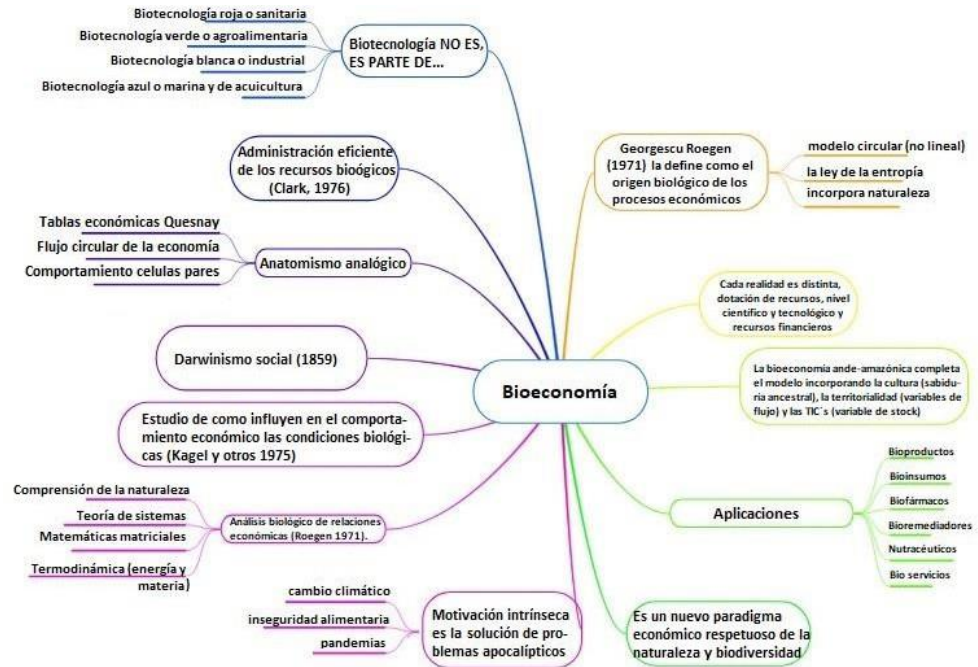 Biotecnología roja o sanitaria
Biotecnología verde o agroalimentaria
Biotecnología blanca o industrial
Biotecnología azul o marina y de acuicultura
Biotecnología NO ES,
ES PARTE DE...
Administración eficiente
de los recursos bioógicos
(Clark, 1976)
Tablas económicas Quesnay
Flujo circular de la economía
Comportamiento celulas pares
Anatomismo analógico
Darwinismo social (1859)
Estudio de como influyen en el comporta-
miento económico las condiciones biológi-
cas (Kagel y otros 1975)
Comprensión de la naturaleza
Teoría de sistemas
Matemáticas matriciales
Termodinámica (energía y
materia)
Análisis biológico de relaciones
económicas (Roegen 1971).
cambio climático
inseguridad alimentaria
pandemias
Motivación intrínseca
es la solución de pro-
blemas apocalípticos
Bioeconomía
Georgescu Roegen
(1971) la define como el
origen biológico de los
procesos económicos
modelo circular (no lineal)
la ley de la entropía
incorpora naturaleza
Cada realidad es distinta,
dotación de recursos, nivel
científico y tecnológico y
recursos financieros
La bioeconomía ande-amazónica completa
el modelo incorporando la cultura (sabidu-
ria ancestral), la territorialidad (variables de
flujo) y las TIC´s (variable de stock)
Aplicaciones
Bioproductos
Bioinsumos
Biofármacos
Bioremediadores
Nutracéuticos
Bio servicios
Es un nuevo paradigma
económico respetuoso de la
naturaleza y biodiversidad